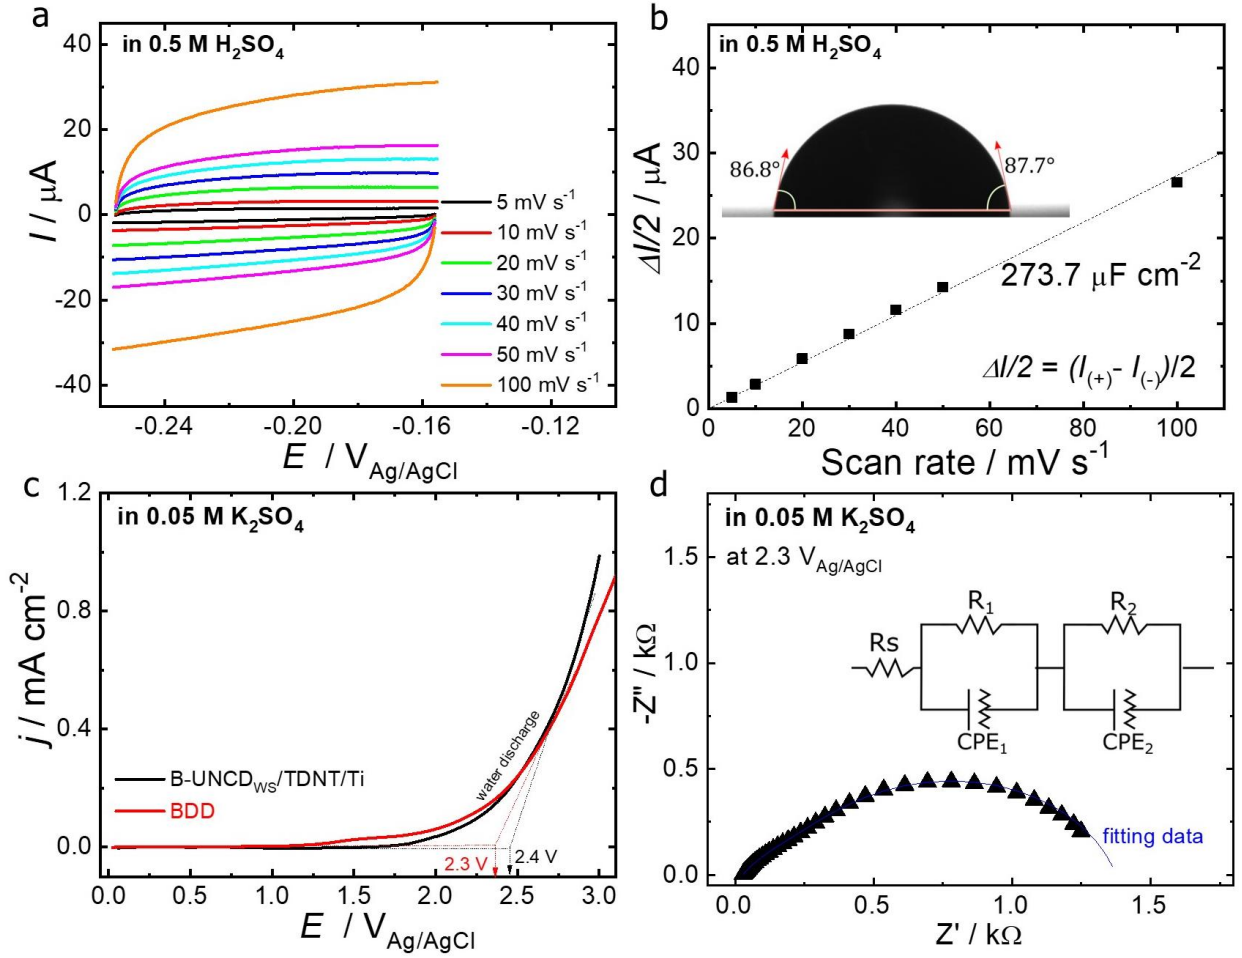 a
in 0.5 M H₂SO₄
I / μA
40
20
0
-20
-40
5 mV s⁻¹
10 mV s⁻¹
20 mV s⁻¹
30 mV s⁻¹
40 mV s⁻¹
50 mV s⁻¹
100 mV s⁻¹
-0.24 -0.20 -0.16 -0.12
E / V_Ag/AgCl
b
in 0.5 M H₂SO₄
ΔI/2 / μA
40
30
20
10
0
86.8°
87.7°
273.7 μF cm⁻²
ΔI/2 = (I₍₊₎- I₍₋₎)/2
0 20 40 60 80 100
Scan rate / mV s⁻¹
c
in 0.05 M K₂SO₄
j / mA cm⁻²
1.2
0.8
0.4
0.0
water discharge
B-UNCD_WS/TDNT/Ti
BDD
2.3 V
2.4 V
0.0 0.5 1.0 1.5 2.0 2.5 3.0
E / V_Ag/AgCl
d
in 0.05 M K₂SO₄
at 2.3 V_Ag/AgCl
-Z" / kΩ
1.5
1.0
0.5
0.0
Rs
R₁
R₂
CPE₁
CPE₂
fitting data
0.0 0.5 1.0 1.5
Z' / kΩ